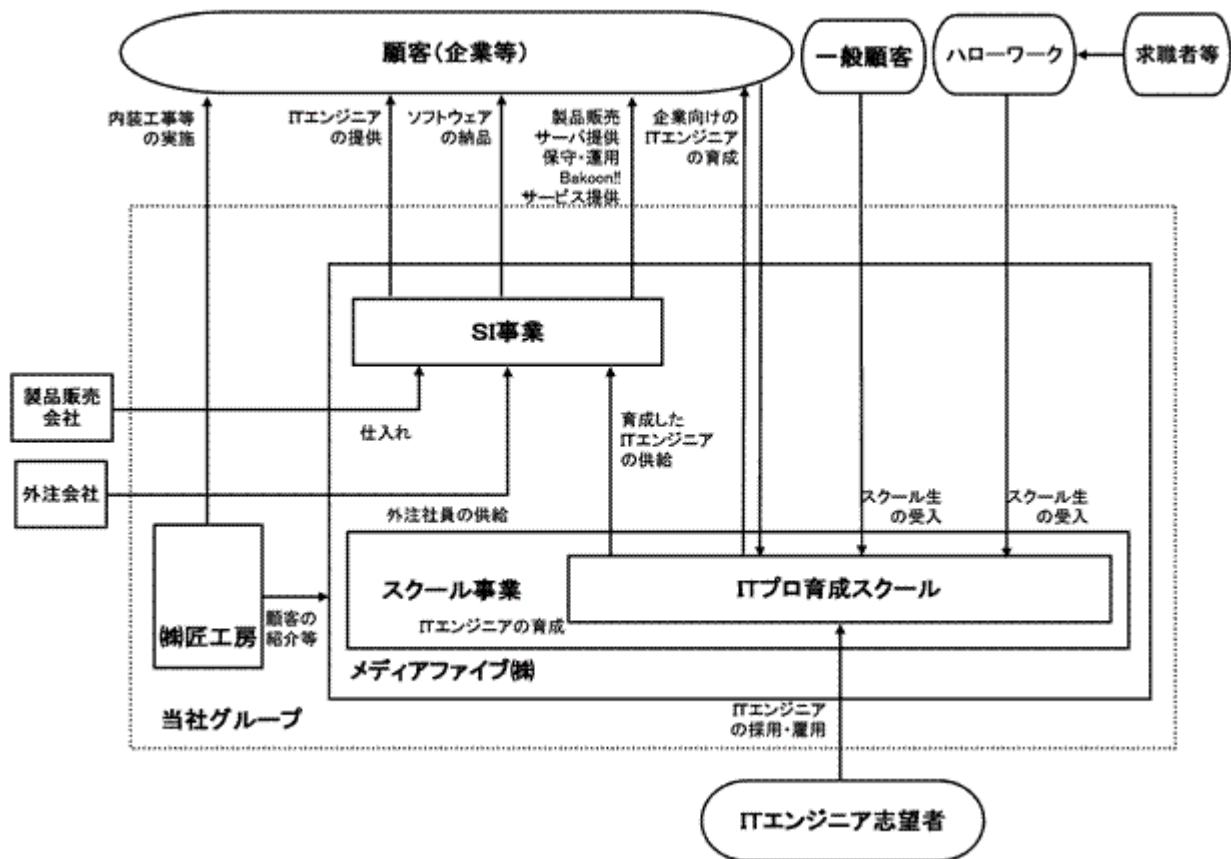 顧客(企業等)
一般顧客
ハローワーク
求職者等
内装工事等
の実施
ITエンジニア
の提供
ソフトウェア
の納品
製品販売
サーバ提供
保守・運用
Bakoon!!
サービス提供
企業向けの
ITエンジニア
の育成
SI事業
製品販売
会社
仕入れ
育成した
ITエンジニア
の供給
外注会社
外注社員の供給
スクール生
の受入
スクール生
の受入
スクール事業
ITプロ育成スクール
ITエンジニアの育成
㈱匠工房
顧客の
紹介等
メディアファイブ㈱
当社グループ
ITエンジニア
の採用・雇用
ITエンジニア志望者